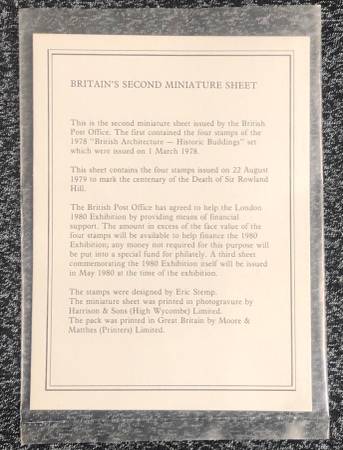 BRITAIN'S SECOND MINIATURE SHEET
This is the second miniature sheet issued by the British
Post Office. The first contained the four stamps of the
1978 "British Architecture — Historic Buildings" set
which were issued on 1 March 1978.
This sheet contains the four stamps issued on 22 August
1979 to mark the centenary of the Death of Sir Rowland
Hill.
The British Post Office has agreed to help the London
1980 Exhibition by providing means of financial
support. The amount in excess of the face value of the
four stamps will be available to help finance the 1980
Exhibition; any money not required for this purpose will
be put into a special fund for philately. A third sheet
commemorating the 1980 Exhibition itself will be issued
in May 1980 at the time of the exhibition.
The stamps were designed by Eric Stemp.
The miniature sheet was printed in photogravure by
Harrison & Sons (High Wycombe) Limited.
The pack was printed in Great Britain by Moore &
Matthes (Printers) Limited.